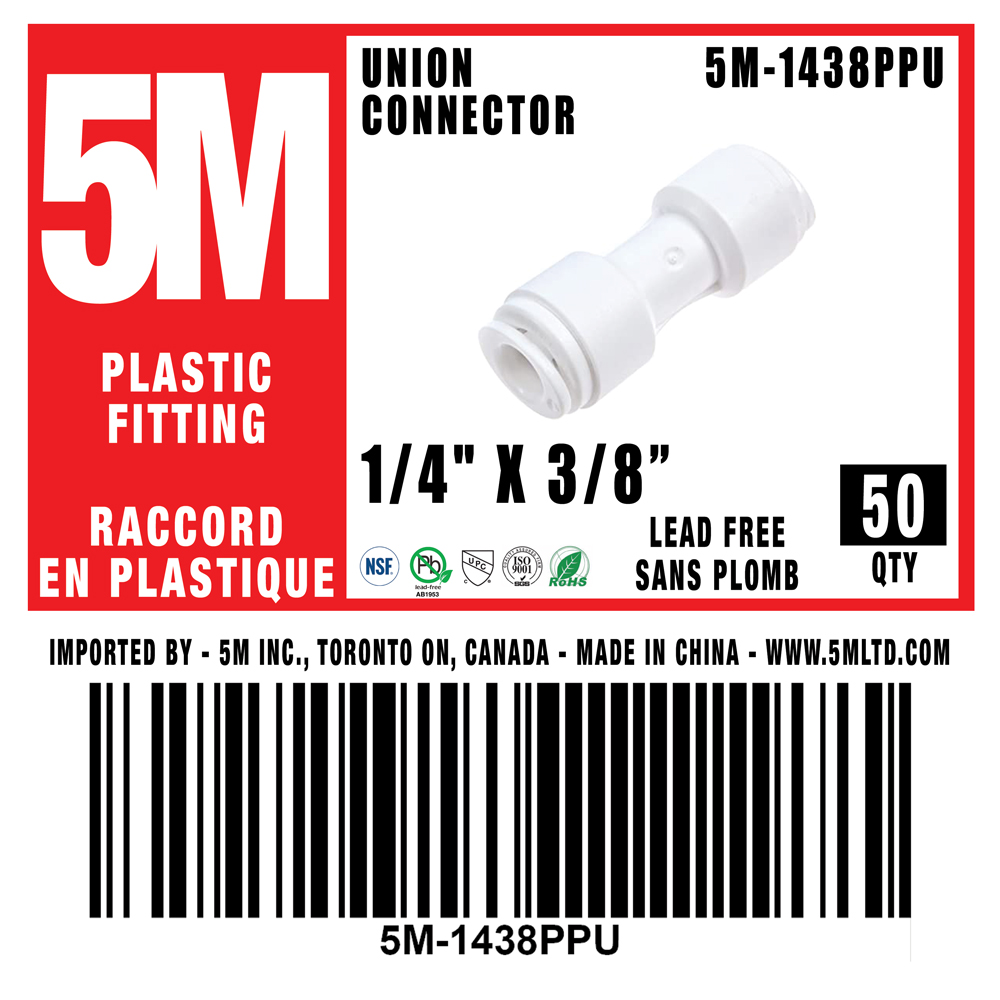 5M
PLASTIC
FITTING
RACCORD
EN PLASTIQUE
UNION
CONNECTOR
5M-1438PPU
1/4" X 3/8”
NSF.
C
Pb
lead-free
AB1953
UPC
C
ISO
9001
SGS
RoHS
LEAD FREE
SANS PLOMB
50
QTY
IMPORTED BY - 5M INC., TORONTO ON, CANADA - MADE IN CHINA - WWW.5MLTD.COM
5M-1438PPU